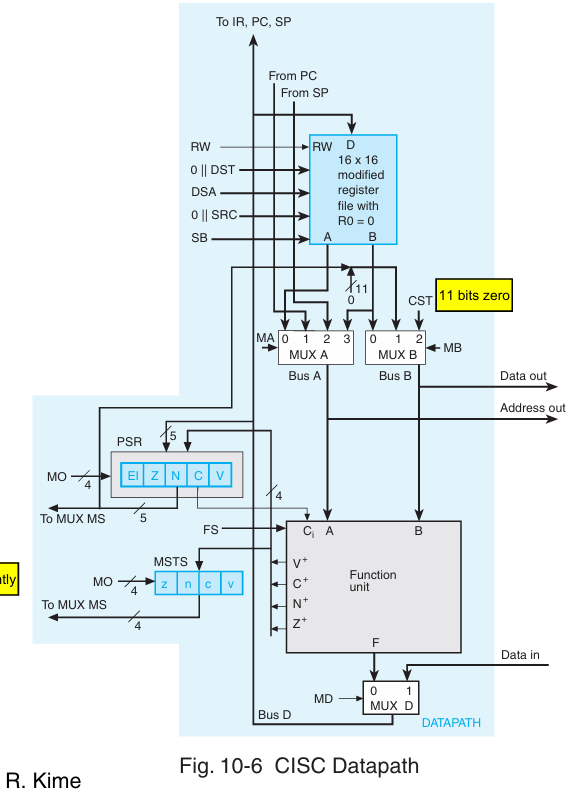 To IR, PC, SP
From PC
From SP
RW
RW
D
0 || DST
16 x 16
modified
register
file with
R0 = 0
DSA
0 || SRC
SB
A
B
11
0
CST
11 bits zero
MA
0
1
2
3
MUX A
0
1
2
MUX B
MB
Bus A
Bus B
Data out
Address out
PSR
5
EI
Z
N
C
V
MO
4
To MUX MS
5
4
FS
Ci
A
B
MSTS
V+
C+
N+
Z+
Function
unit
MO
4
z
n
c
v
To MUX MS
4
F
Data in
MD
0
1
MUX D
Bus D
DATAPATH
Fig. 10-6 CISC Datapath
R. Kime